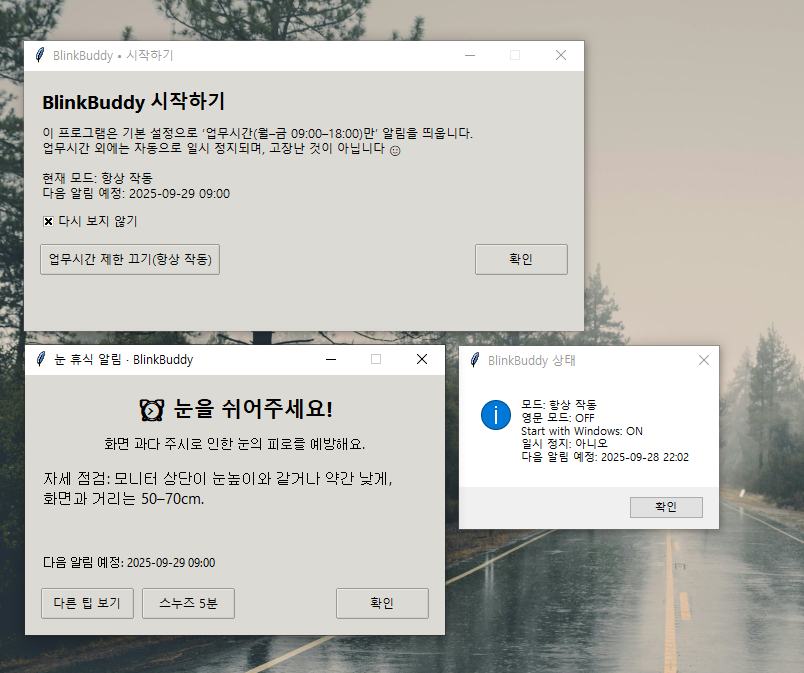 BlinkBuddy • 시작하기
BlinkBuddy 시작하기
이 프로그램은 기본 설정으로 '업무시간(월–금 09:00–18:00)만' 알림을 띄웁니다.
업무시간 외에는 자동으로 일시 정지되며, 고장난 것이 아닙니다 ☺
현재 모드: 항상 작동
다음 알림 예정: 2025-09-29 09:00
다시 보지 않기
업무시간 제한 끄기(항상 작동)
확인
눈 휴식 알림 · BlinkBuddy
⏰ 눈을 쉬어주세요!
화면 과다 주시로 인한 눈의 피로를 예방해요.
자세 점검: 모니터 상단이 눈높이와 같거나 약간 낮게,
화면과 거리는 50–70cm.
다음 알림 예정: 2025-09-29 09:00
다른 팁 보기
스누즈 5분
확인
BlinkBuddy 상태
모드: 항상 작동
영문 모드: OFF
Start with Windows: ON
일시 정지: 아니오
다음 알림 예정: 2025-09-28 22:02
확인